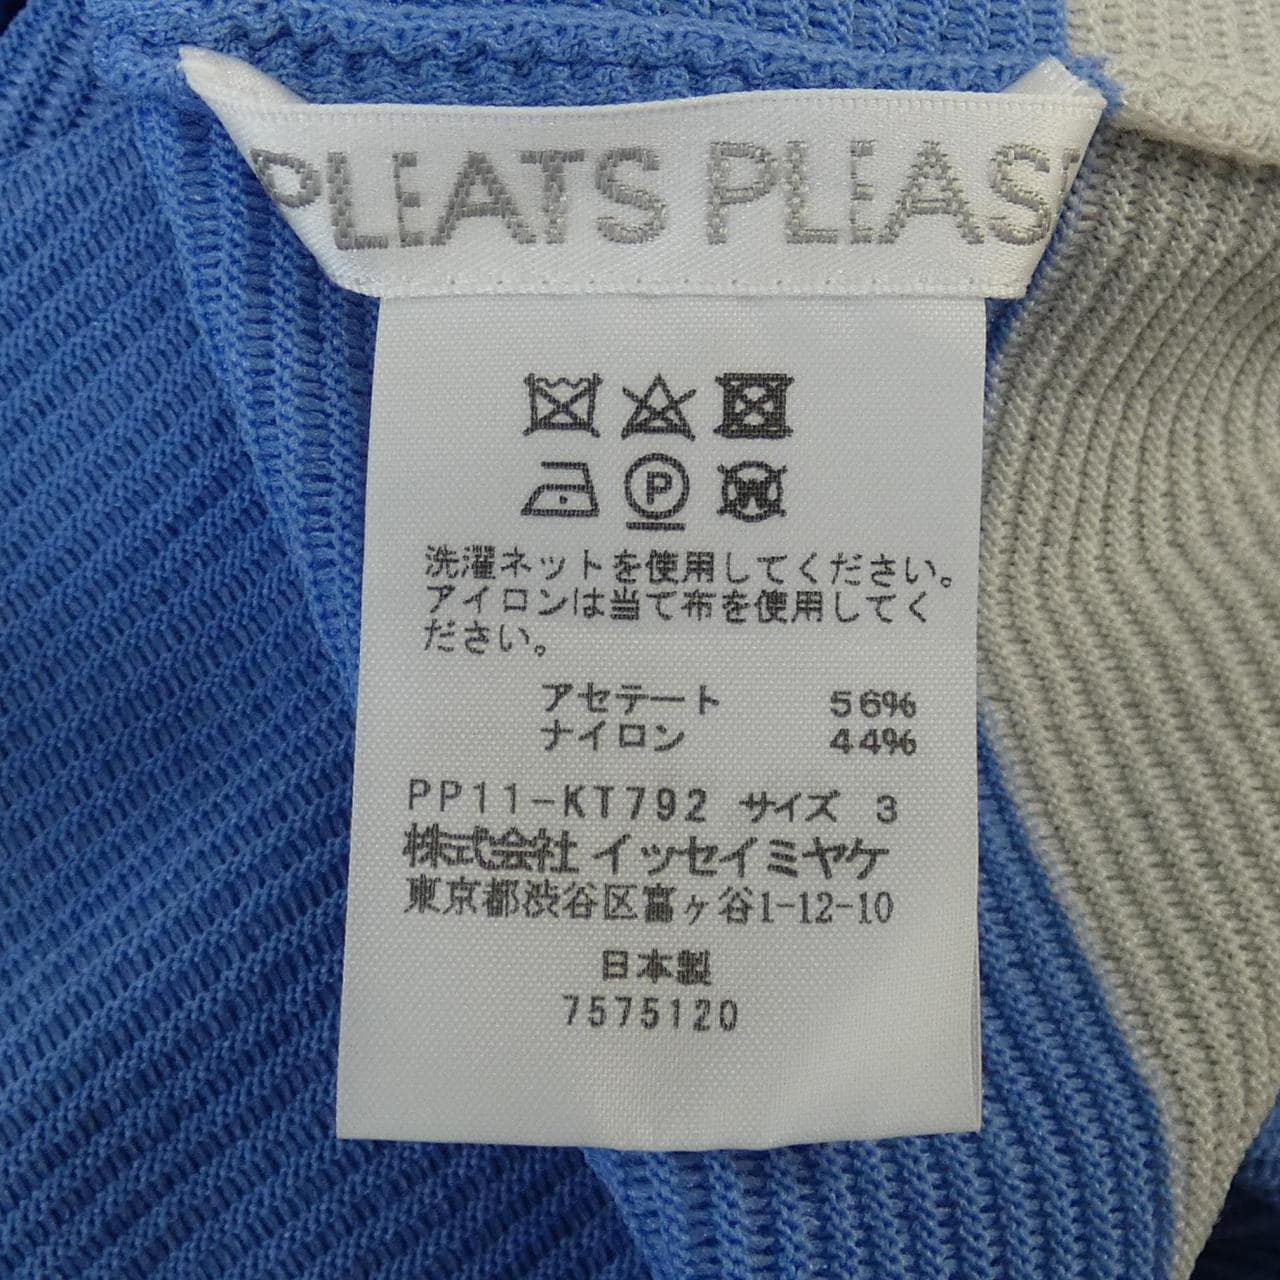 PLEATS PLEAS
P
W
洗濯ネットを使用してください。
アイロンは当て布を使用してく
ださい。
アセテート 56%
ナイロン 44%
PP11-KT792 サイズ 3
株式会社 イッセイミヤケ
東京都渋谷区富ヶ谷1-12-10
日本製
7575120